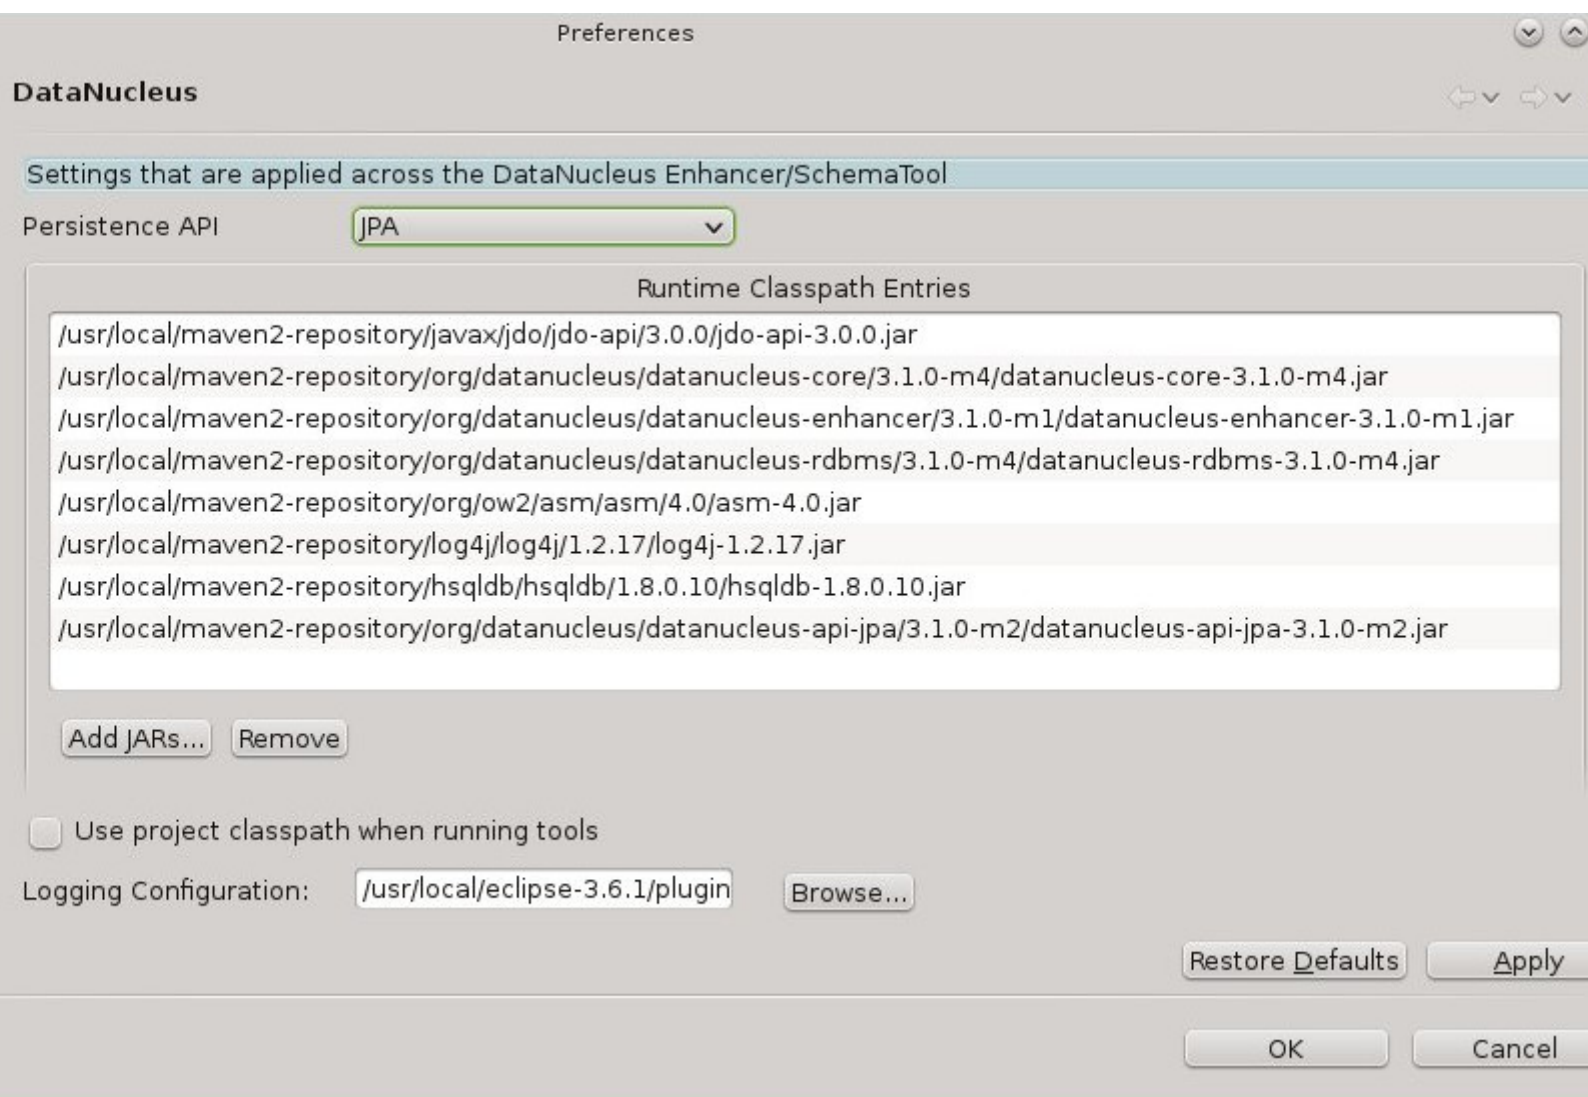 Preferences
DataNucleus
Settings that are applied across the DataNucleus Enhancer/SchemaTool
Persistence API JPA
Runtime Classpath Entries
/usr/local/maven2-repository/javax/jdo/jdo-api/3.0.0/jdo-api-3.0.0.jar
/usr/local/maven2-repository/org/datanucleus/datanucleus-core/3.1.0-m4/datanucleus-core-3.1.0-m4.jar
/usr/local/maven2-repository/org/datanucleus/datanucleus-enhancer/3.1.0-m1/datanucleus-enhancer-3.1.0-m1.jar
/usr/local/maven2-repository/org/datanucleus/datanucleus-rdbms/3.1.0-m4/datanucleus-rdbms-3.1.0-m4.jar
/usr/local/maven2-repository/org/ow2/asm/asm/4.0/asm-4.0.jar
/usr/local/maven2-repository/log4j/log4j/1.2.17/log4j-1.2.17.jar
/usr/local/maven2-repository/hsqldb/hsqldb/1.8.0.10/hsqldb-1.8.0.10.jar
/usr/local/maven2-repository/org/datanucleus/datanucleus-api-jpa/3.1.0-m2/datanucleus-api-jpa-3.1.0-m2.jar
Add JARs... Remove
Use project classpath when running tools
Logging Configuration: /usr/local/eclipse-3.6.1/plugin Browse...
Restore Defaults Apply
OK Cancel